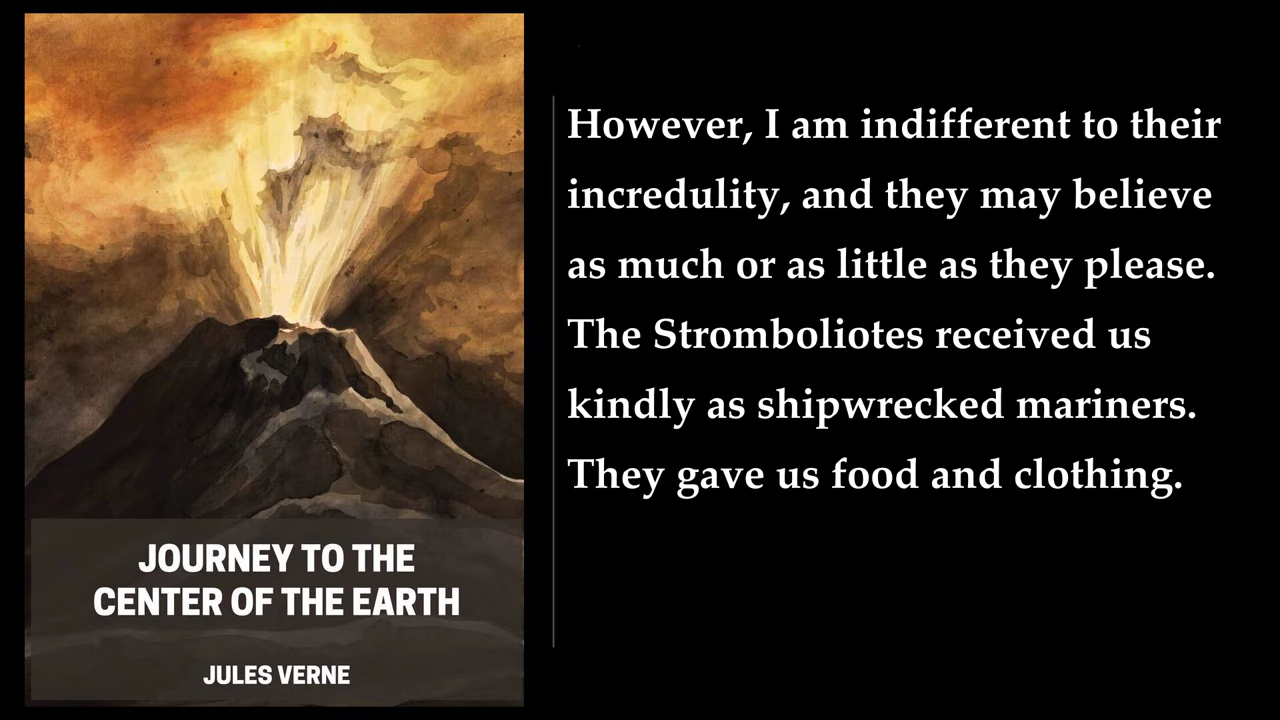 However, I am indifferent to their
incredulity, and they may believe
as much or as little as they please.
The Stromboliotes received us
kindly as shipwrecked mariners.
They gave us food and clothing.
JOURNEY TO THE
CENTER OF THE EARTH
JULES VERNE